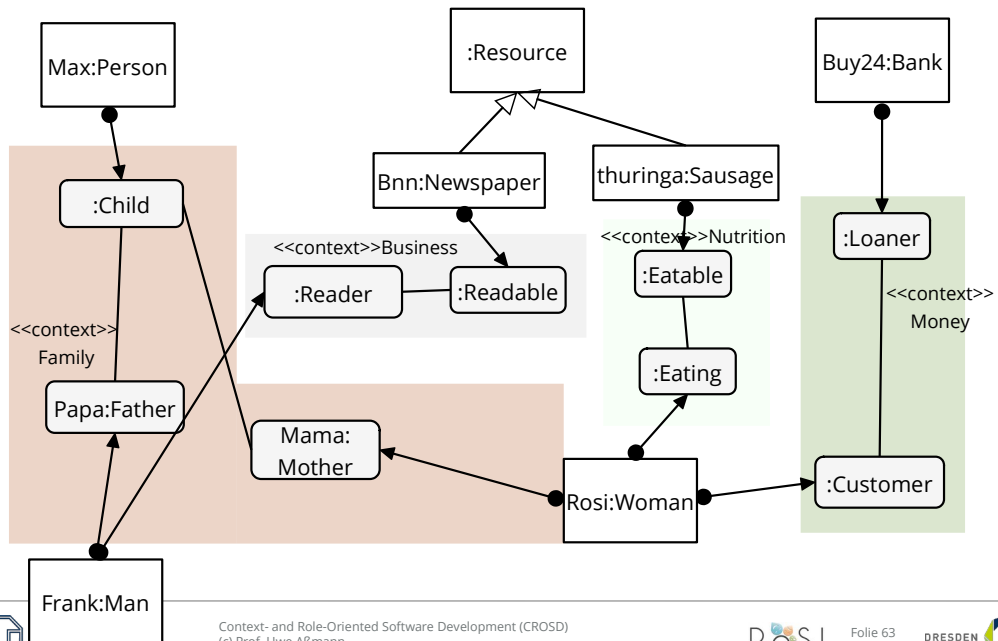 :Resource
Max:Person
Buy24:Bank
Bnn:Newspaper
thuringa:Sausage
:Child
<<context>>Business
<<context>>Nutrition
:Loaner
:Reader
:Readable
:Eatable
<<context>>
Money
<<context>>
Family
:Eating
Papa:Father
Mama:
Mother
Rosi:Woman
:Customer
Frank:Man
Context- and Role-Oriented Software Development (CROSD)
(c) Prof. Uwe Aßmann
Folie 63
DRESDEN